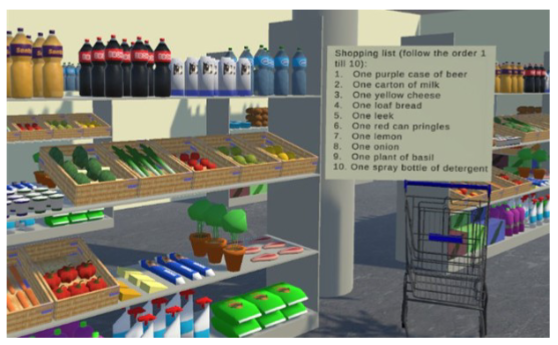 Shopping list (follow the order 1
till 10):
1. One purple case of beer
2. One carton of milk
3. One yellow cheese
4. One loaf bread
5. One leek
6. One red can pringles
7. One lemon
8. One onion
9. One plant of basil
10. One spray bottle of detergent